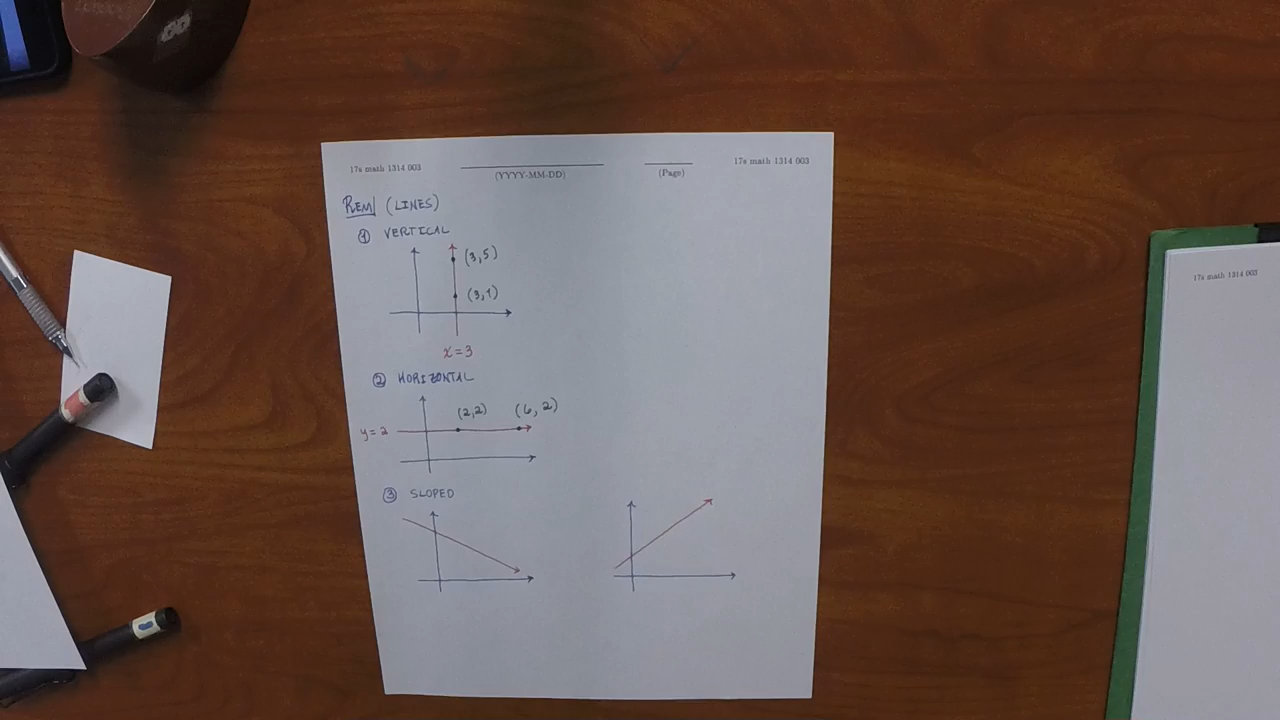 17s math 1314 003 (YYYY-MM-DD) (Page) 17s math 1314 003
REM (LINES)
① VERTICAL
(3,5)
(3,1)
x=3
② HORIZONTAL
(2,2) (6,2)
y=2
③ SLOPED
17s math 1314 003